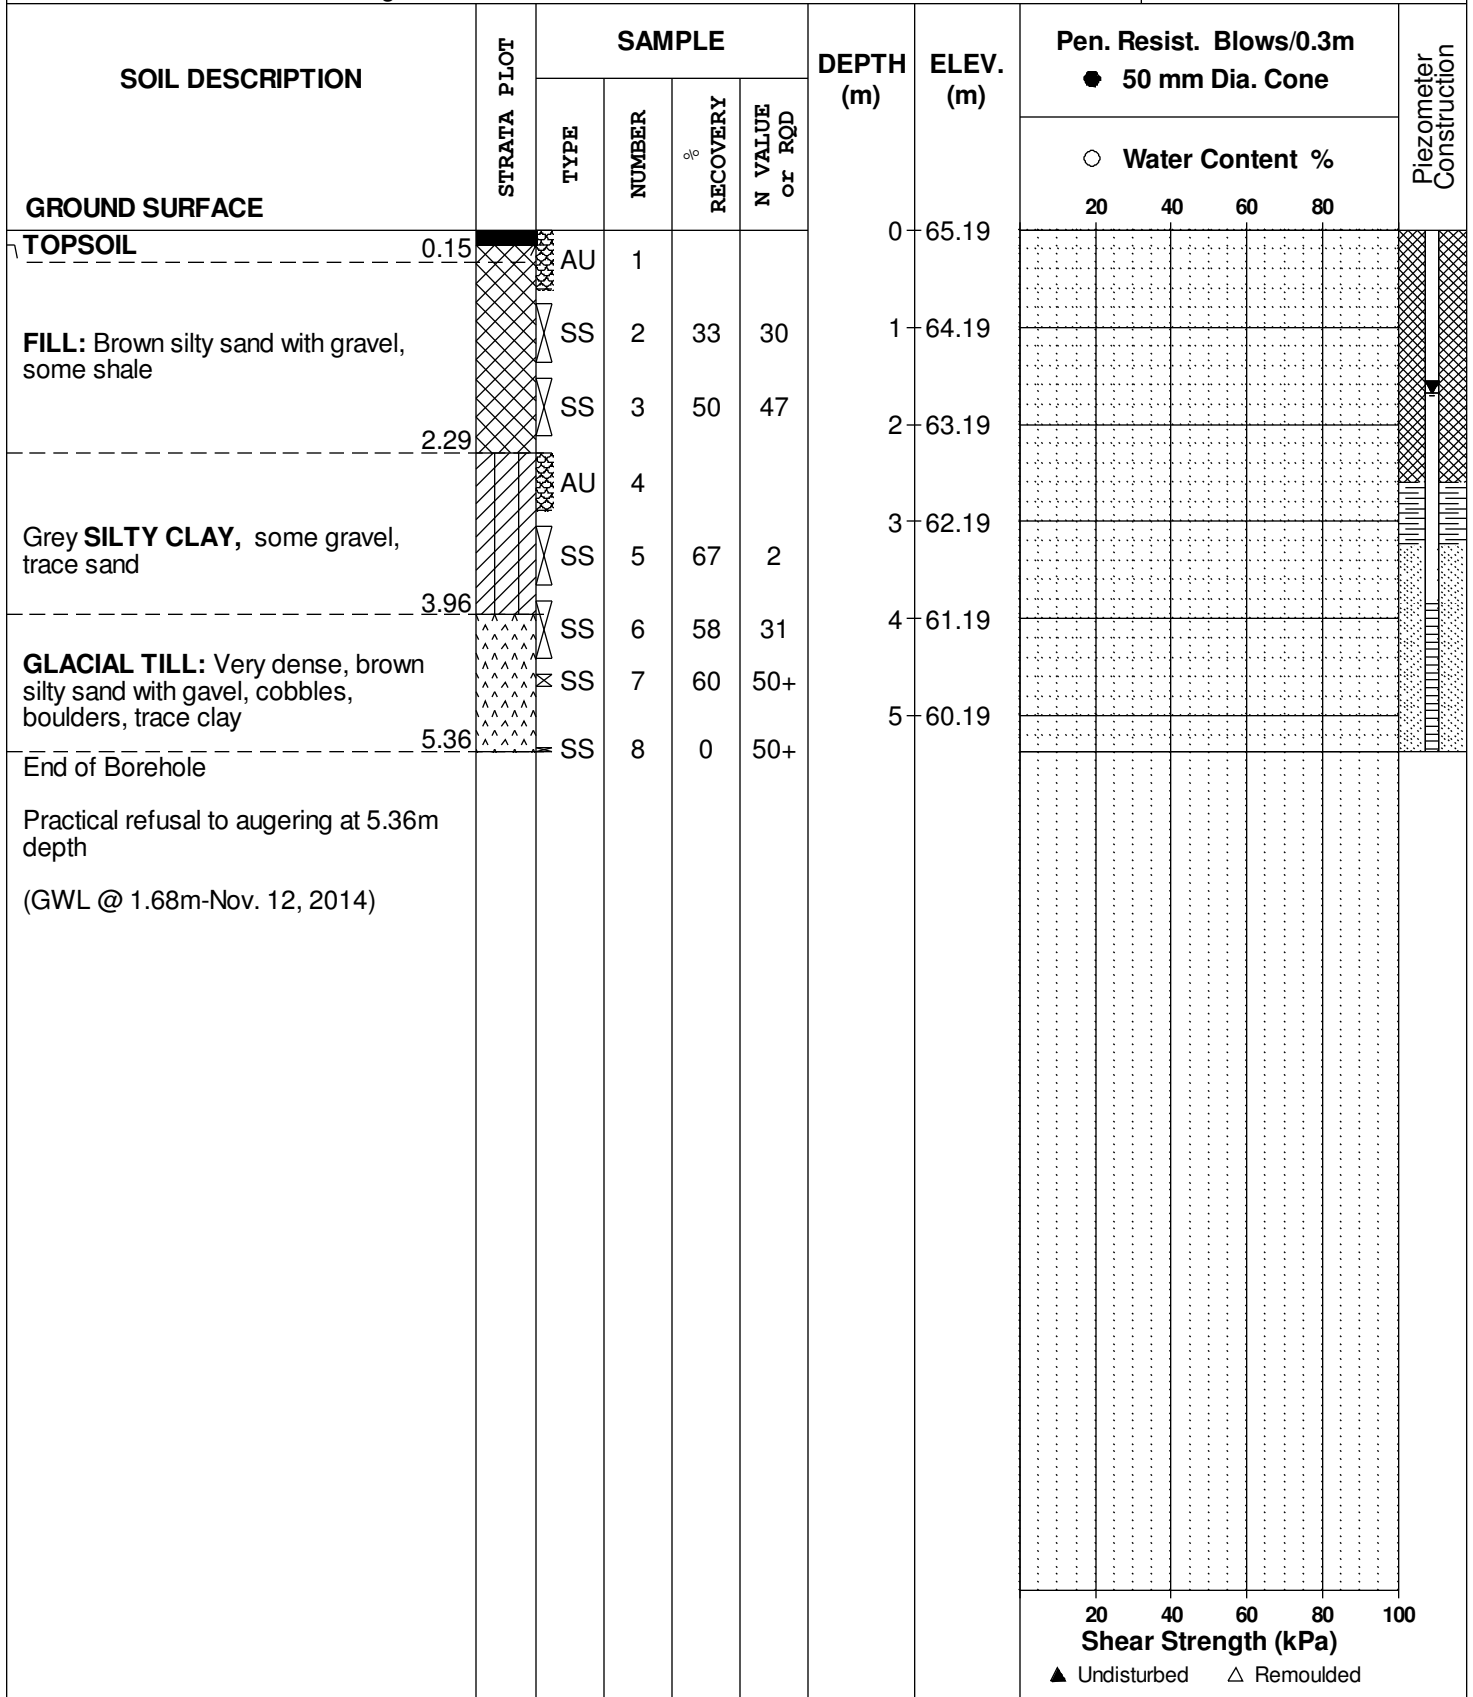 SOIL DESCRIPTION
GROUND SURFACE
STRATA PLOT
SAMPLE
TYPE
NUMBER
%
RECOVERY
N VALUE
or RQD
DEPTH
(m)
ELEV.
(m)
Pen. Resist. Blows/0.3m
● 50 mm Dia. Cone
○ Water Content %
20 40 60 80
Piezometer
Construction
TOPSOIL 0.15
AU 1
0 65.19
FILL: Brown silty sand with gravel,
some shale
2.29
SS 2 33 30
1 64.19
SS 3 50 47
2 63.19
AU 4
Grey SILTY CLAY, some gravel,
trace sand
3.96
3 62.19
SS 5 67 2
SS 6 58 31
4 61.19
GLACIAL TILL: Very dense, brown
silty sand with gavel, cobbles,
boulders, trace clay
5.36
SS 7 60 50+
5 60.19
SS 8 0 50+
End of Borehole
Practical refusal to augering at 5.36m
depth
(GWL @ 1.68m-Nov. 12, 2014)
20 40 60 80 100
Shear Strength (kPa)
▲ Undisturbed △ Remoulded